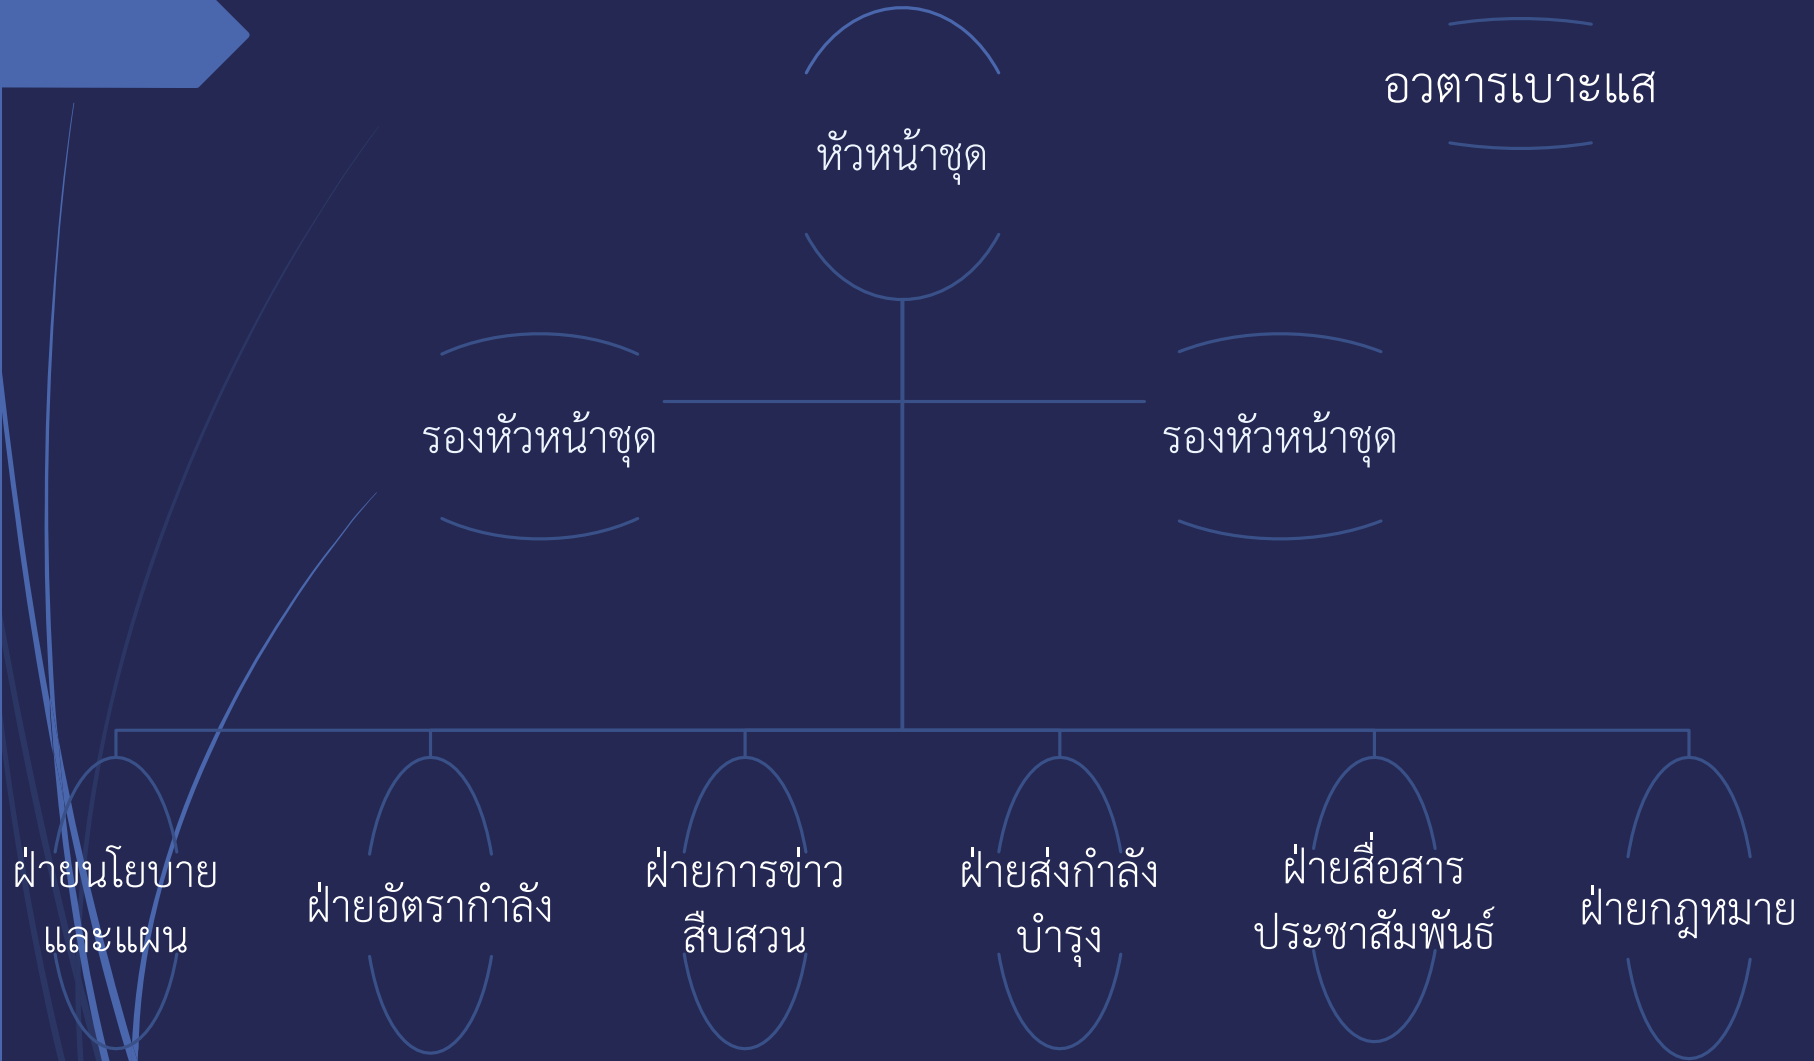 อวตารเบาะแส
หัวหน้าชุด
รองหัวหน้าชุด
รองหัวหน้าชุด
ฝ่ายนโยบาย
และแผน
ฝ่ายอัตรากำลัง
ฝ่ายการข่าว
สืบสวน
ฝ่ายส่งกำลัง
บำรุง
ฝ่ายสื่อสาร
ประชาสัมพันธ์
ฝ่ายกฎหมาย